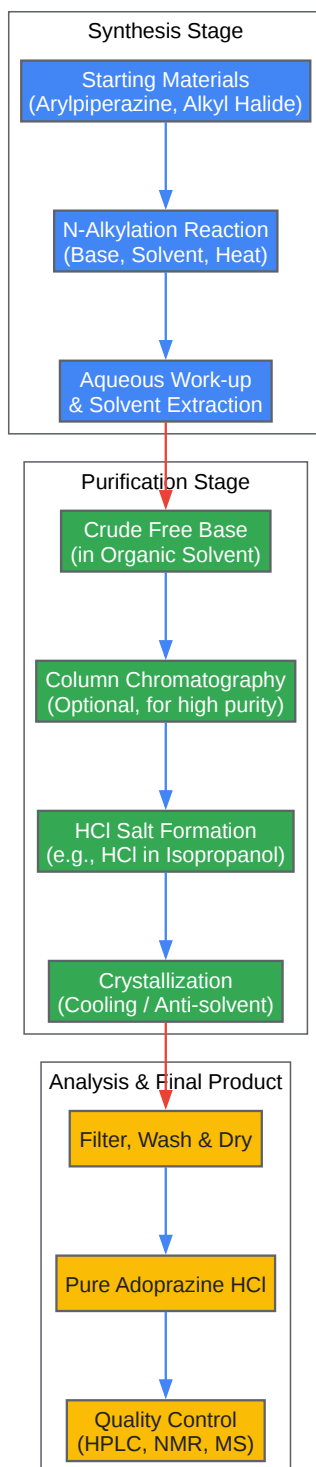 Synthesis Stage
Starting Materials
(Arylpiperazine, Alkyl Halide)
N-Alkylation Reaction
(Base, Solvent, Heat)
Aqueous Work-up
& Solvent Extraction
Purification Stage
Crude Free Base
(in Organic Solvent)
Column Chromatography
(Optional, for high purity)
HCl Salt Formation
(e.g., HCl in Isopropanol)
Crystallization
(Cooling / Anti-solvent)
Analysis & Final Product
Filter, Wash & Dry
Pure Adoprazine HCl
Quality Control
(HPLC, NMR, MS)